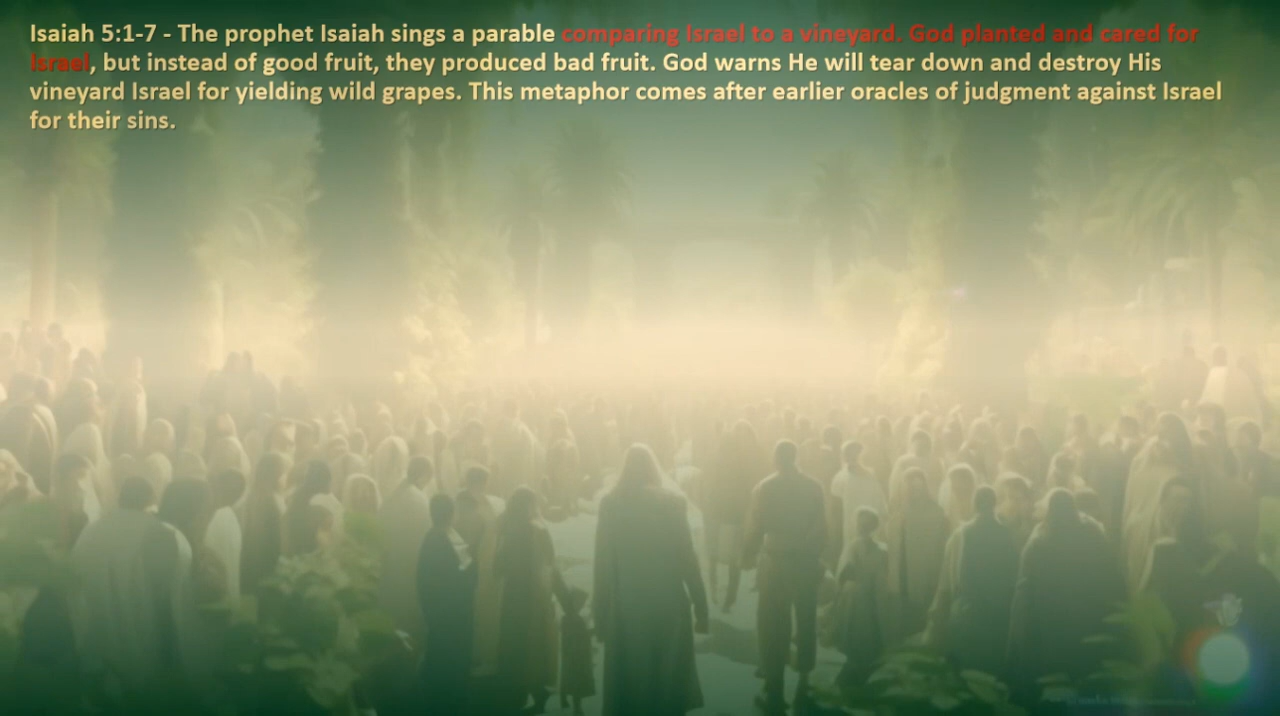 Isaiah 5:1-7 - The prophet Isaiah sings a parable comparing Israel to a vineyard. God planted and cared for
Israel, but instead of good fruit, they produced bad fruit. God warns He will tear down and destroy His
vineyard Israel for yielding wild grapes. This metaphor comes after earlier oracles of judgment against Israel
for their sins.